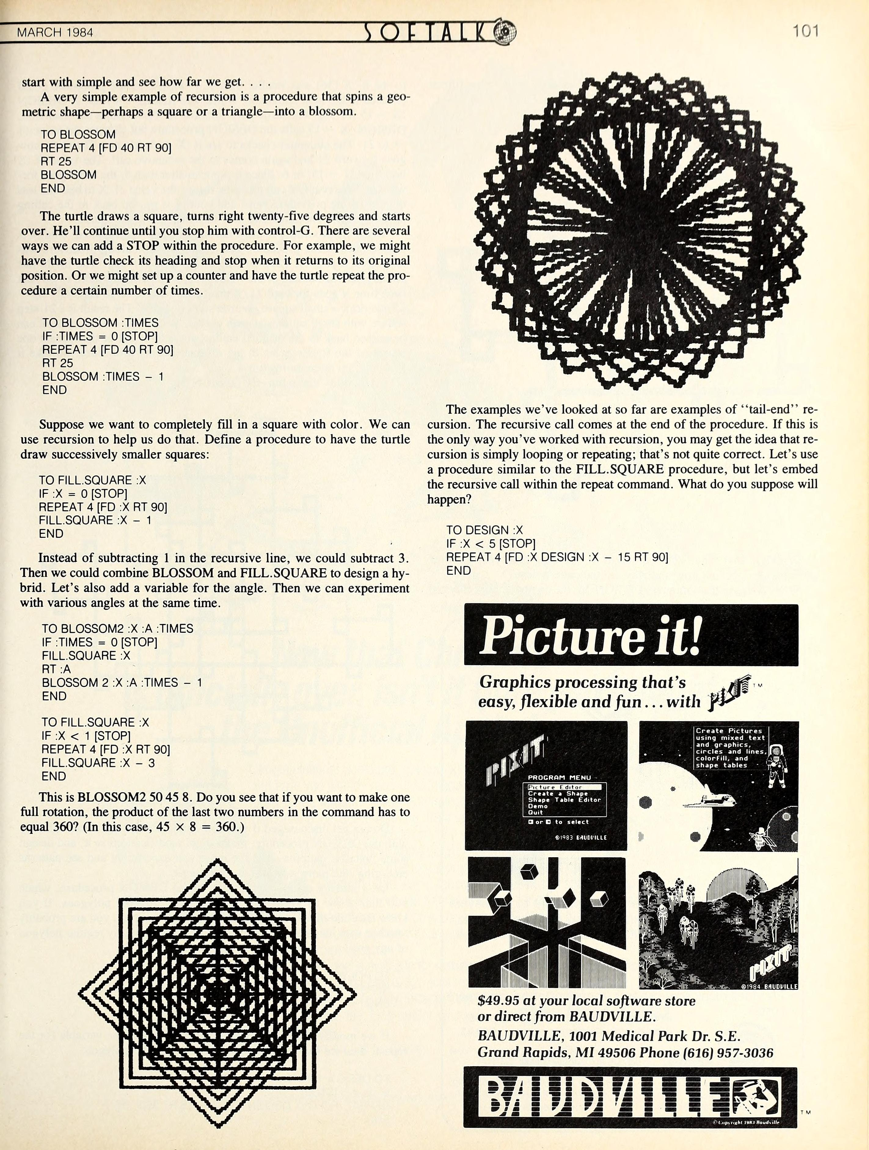 MARCH 1984
SOFTALK
101
start with simple and see how far we get. . . .
A very simple example of recursion is a procedure that spins a geo-
metric shape—perhaps a square or a triangle—into a blossom.
TO BLOSSOM
REPEAT 4 [FD 40 RT 90]
RT 25
BLOSSOM
END
The turtle draws a square, turns right twenty-five degrees and starts
over. He'll continue until you stop him with control-G. There are several
ways we can add a STOP within the procedure. For example, we might
have the turtle check its heading and stop when it returns to its original
position. Or we might set up a counter and have the turtle repeat the pro-
cedure a certain number of times.
TO BLOSSOM :TIMES
IF :TIMES = 0 [STOP]
REPEAT 4 [FD 40 RT 90]
RT 25
BLOSSOM :TIMES – 1
END
Suppose we want to completely fill in a square with color. We can
use recursion to help us do that. Define a procedure to have the turtle
draw successively smaller squares:
TO FILL.SQUARE :X
IF :X = 0 [STOP]
REPEAT 4 [FD :X RT 90]
FILL.SQUARE :X – 1
END
Instead of subtracting 1 in the recursive line, we could subtract 3.
Then we could combine BLOSSOM and FILL.SQUARE to design a hy-
brid. Let's also add a variable for the angle. Then we can experiment
with various angles at the same time.
TO BLOSSOM2 :X :A :TIMES
IF :TIMES = 0 [STOP]
FILL.SQUARE :X
RT :A
BLOSSOM 2 :X :A :TIMES – 1
END
TO FILL.SQUARE :X
IF :X < 1 [STOP]
REPEAT 4 [FD :X RT 90]
FILL.SQUARE :X – 3
END
This is BLOSSOM2 50 45 8. Do you see that if you want to make one
full rotation, the product of the last two numbers in the command has to
equal 360? (In this case, 45 × 8 = 360.)
The examples we've looked at so far are examples of "tail-end" re-
cursion. The recursive call comes at the end of the procedure. If this is
the only way you've worked with recursion, you may get the idea that re-
cursion is simply looping or repeating; that's not quite correct. Let's use
a procedure similar to the FILL.SQUARE procedure, but let's embed
the recursive call within the repeat command. What do you suppose will
happen?
TO DESIGN :X
IF :X < 5 [STOP]
REPEAT 4 [FD :X DESIGN :X – 15 RT 90]
END
Picture it!
Graphics processing that's
easy, flexible and fun . . . with PIXIT ™
PIXIT
PROGRAM MENU
Picture Editor
Create a Shape
Shape Table Editor
Demo
Quit
or to select
©1983 BAUDVILLE
Create Pictures
using mixed text
and graphics,
circles and lines,
colorfill, and
shape tables
PIXIT
©1984 BAUDVILLE
$49.95 at your local software store
or direct from BAUDVILLE.
BAUDVILLE, 1001 Medical Park Dr. S.E.
Grand Rapids, MI 49506 Phone (616) 957-3036
BAUDVILLE ™
© Copyright 1983 Baudville